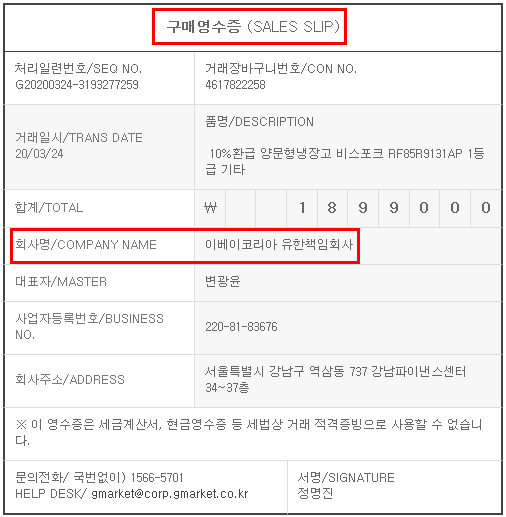 구매영수증 (SALES SLIP)
처리일련번호/SEQ NO.
G20200324-3193277259
거래장바구니번호/CON NO.
4617822258
거래일시/TRANS DATE
20/03/24
품명/DESCRIPTION
10%환급 양문형냉장고 비스포크 RF85R9131AP 1등
급 기타
합계/TOTAL
₩ 1 8 9 9 0 0 0
회사명/COMPANY NAME
이베이코리아 유한책임회사
대표자/MASTER
변광윤
사업자등록번호/BUSINESS
NO.
220-81-83676
회사주소/ADDRESS
서울특별시 강남구 역삼동 737 강남파이낸스센터
34~37층
※ 이 영수증은 세금계산서, 현금영수증 등 세법상 거래 적격증빙으로 사용할 수 없습니
다.
문의전화/ 국번없이) 1566-5701
HELP DESK/ gmarket@corp.gmarket.co.kr
서명/SIGNATURE
정명진